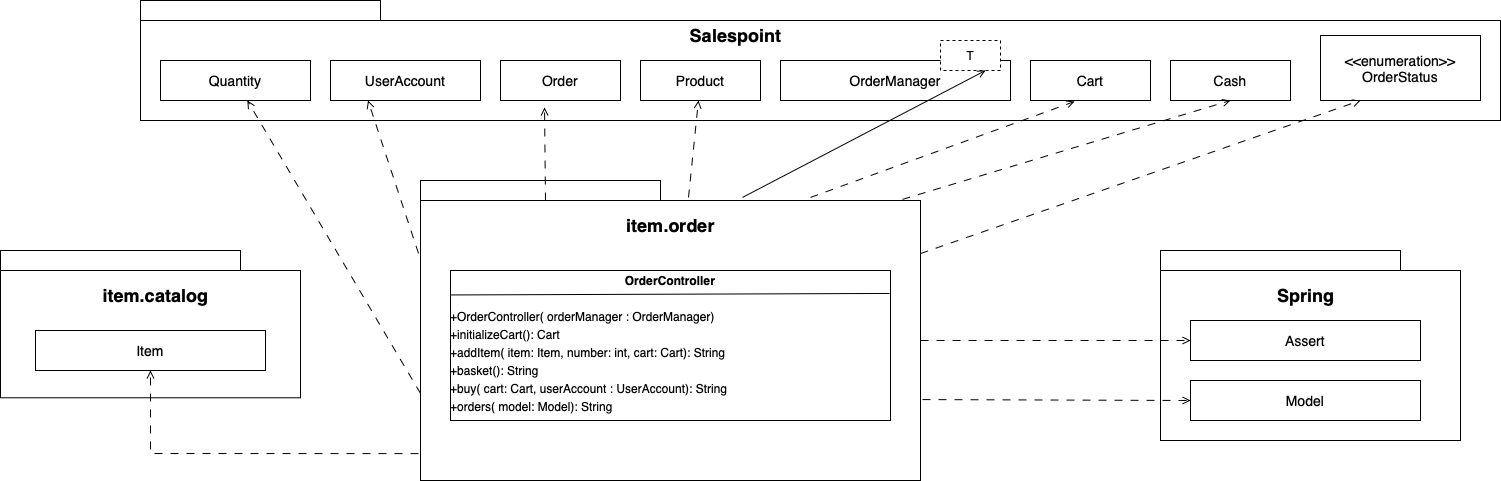 Salespoint
Quantity
UserAccount
Order
Product
OrderManager
T
Cart
Cash
<<enumeration>>
OrderStatus
item.order
OrderController
+OrderController( orderManager : OrderManager)
+initializeCart(): Cart
+addItem( item: Item, number: int, cart: Cart): String
+basket(): String
+buy( cart: Cart, userAccount : UserAccount): String
+orders( model: Model): String
item.catalog
Item
Spring
Assert
Model